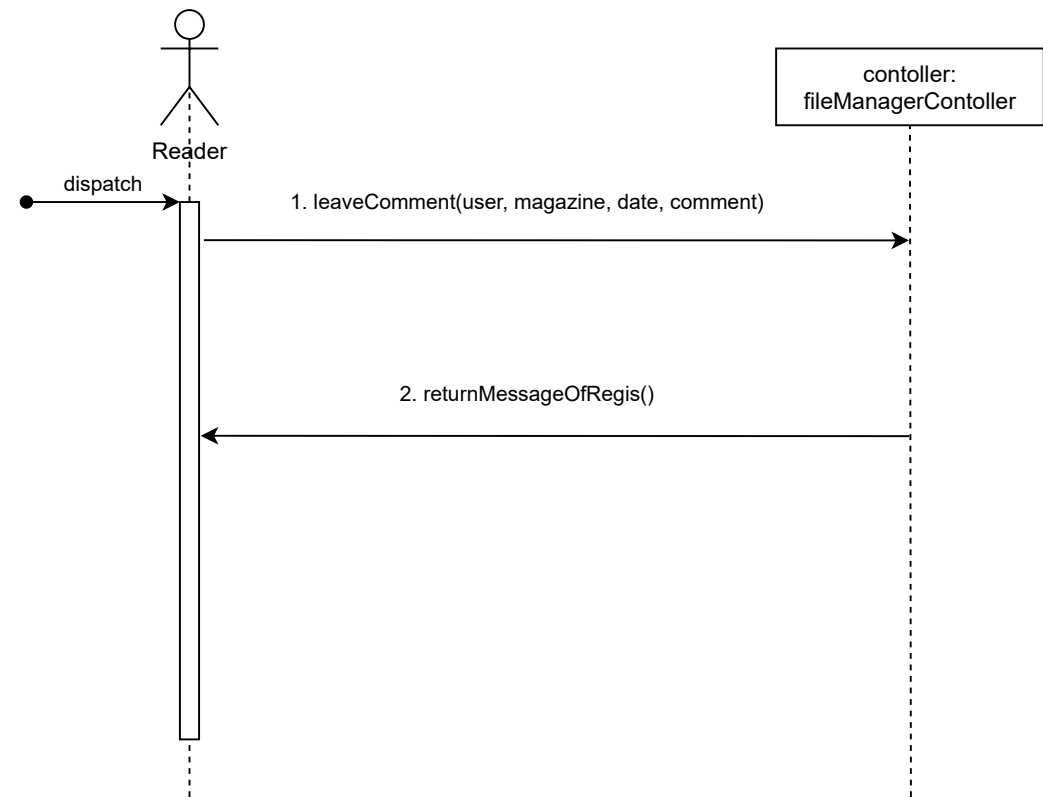 contoller:
fileManagerContoller
Reader
dispatch
1. leaveComment(user, magazine, date, comment)
2. returnMessageOfRegis()